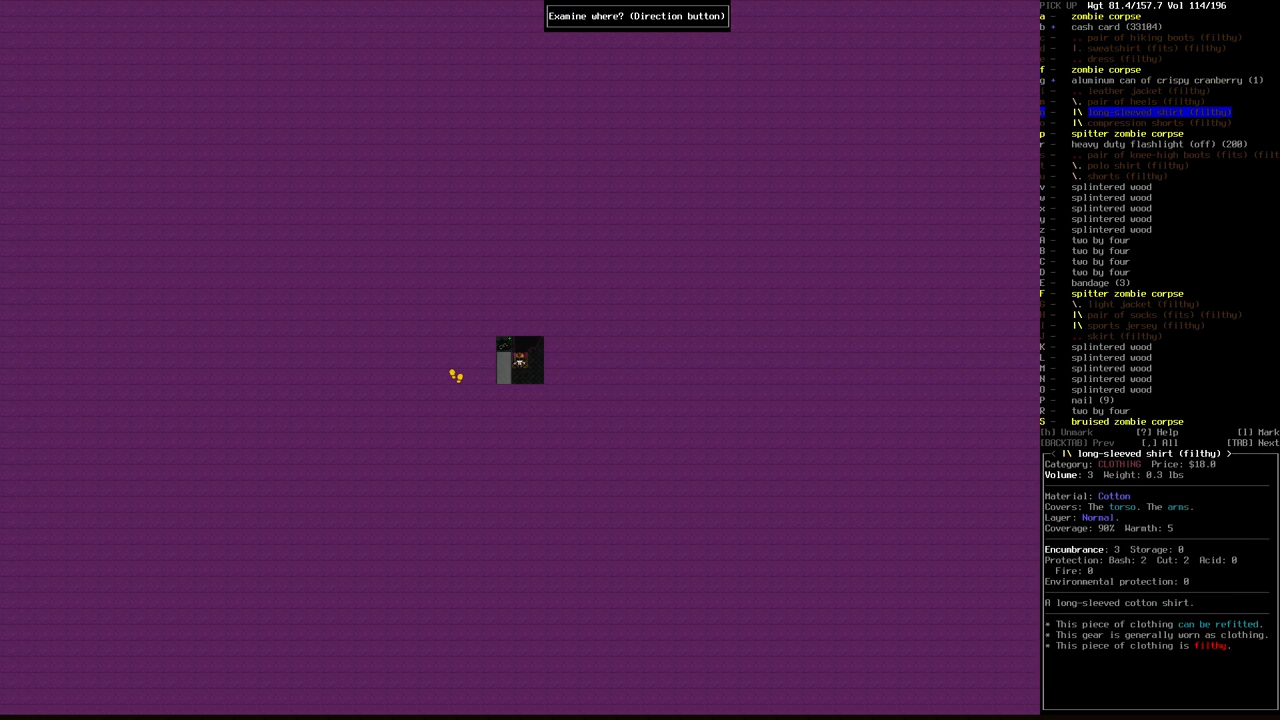 Examine where? (Direction button)
PICK UP  Wgt 81.4/157.7 Vol 114/196
a -   zombie corpse
b +   cash card (33104)
c -   .. pair of hiking boots (filthy)
d -   |. sweatshirt (fits) (filthy)
e -   .. dress (filthy)
f -   zombie corpse
g +   aluminum can of crispy cranberry (1)
.. leather jacket (filthy)
m -   \. pair of heels (filthy)
|\ long-sleeved shirt (filthy)
o -   |\ compression shorts (filthy)
p -   spitter zombie corpse
r -   heavy duty flashlight (off) (200)
s -   .. pair of knee-high boots (fits) (filt
t -   \. polo shirt (filthy)
u -   \. shorts (filthy)
v -   splintered wood
w -   splintered wood
x -   splintered wood
y -   splintered wood
z -   splintered wood
A -   two by four
B -   two by four
C -   two by four
D -   two by four
E -   bandage (3)
F -   spitter zombie corpse
G -   \. light jacket (filthy)
H -   |\ pair of socks (fits) (filthy)
|\ sports jersey (filthy)
J -   .. skirt (filthy)
K -   splintered wood
L -   splintered wood
M -   splintered wood
N -   splintered wood
O -   splintered wood
P -   nail (9)
R -   two by four
S -   bruised zombie corpse
[h] Unmark   [?] Help   [l] Mark
[BACKTAB] Prev   [,] All   [TAB] Next
< |\ long-sleeved shirt (filthy) >
Category: CLOTHING  Price: $18.0
Volume: 3  Weight: 0.3 lbs
Material: Cotton
Covers: The torso. The arms.
Layer: Normal.
Coverage: 90%  Warmth: 5
Encumbrance: 3  Storage: 0
Protection: Bash: 2  Cut: 2  Acid: 0
Fire: 0
Environmental protection: 0
A long-sleeved cotton shirt.
* This piece of clothing can be refitted.
* This gear is generally worn as clothing.
* This piece of clothing is filthy.